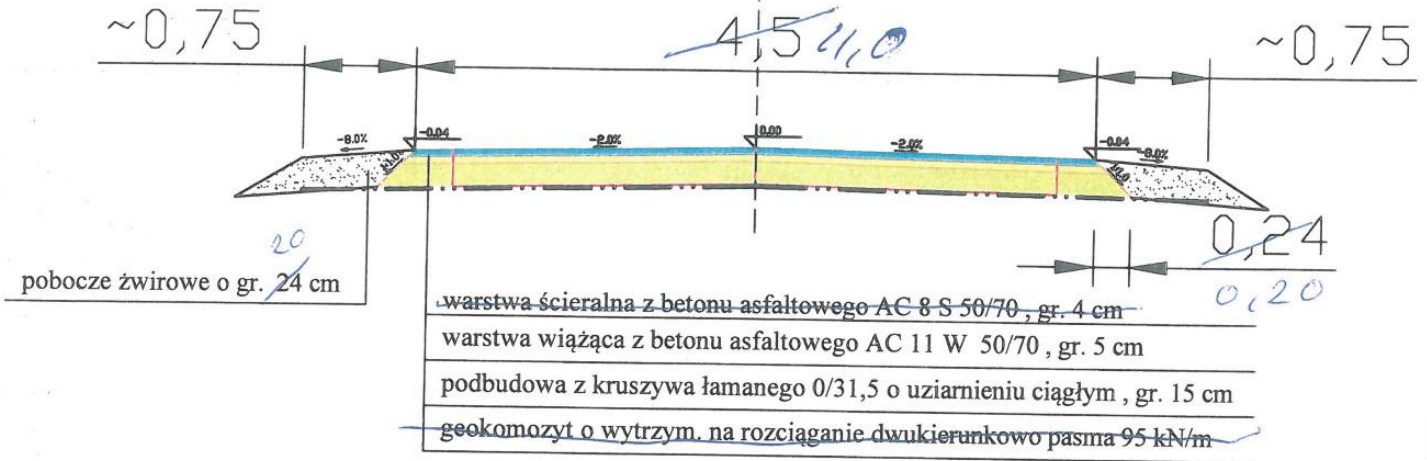 ~0,75 4,5 4,0 ~0,75
-8.0% -0.04 -2.0% 0.00 -2.0% -0.04 -8.0%
0,24
0,20
20
pobocze żwirowe o gr. 24 cm
warstwa ścieralna z betonu asfaltowego AC 8 S 50/70 , gr. 4 cm
warstwa wiążąca z betonu asfaltowego AC 11 W 50/70 , gr. 5 cm
podbudowa z kruszywa łamanego 0/31,5 o uziarnieniu ciągłym , gr. 15 cm
geokomozyt o wytrzym. na rozciąganie dwukierunkowo pasma 95 kN/m